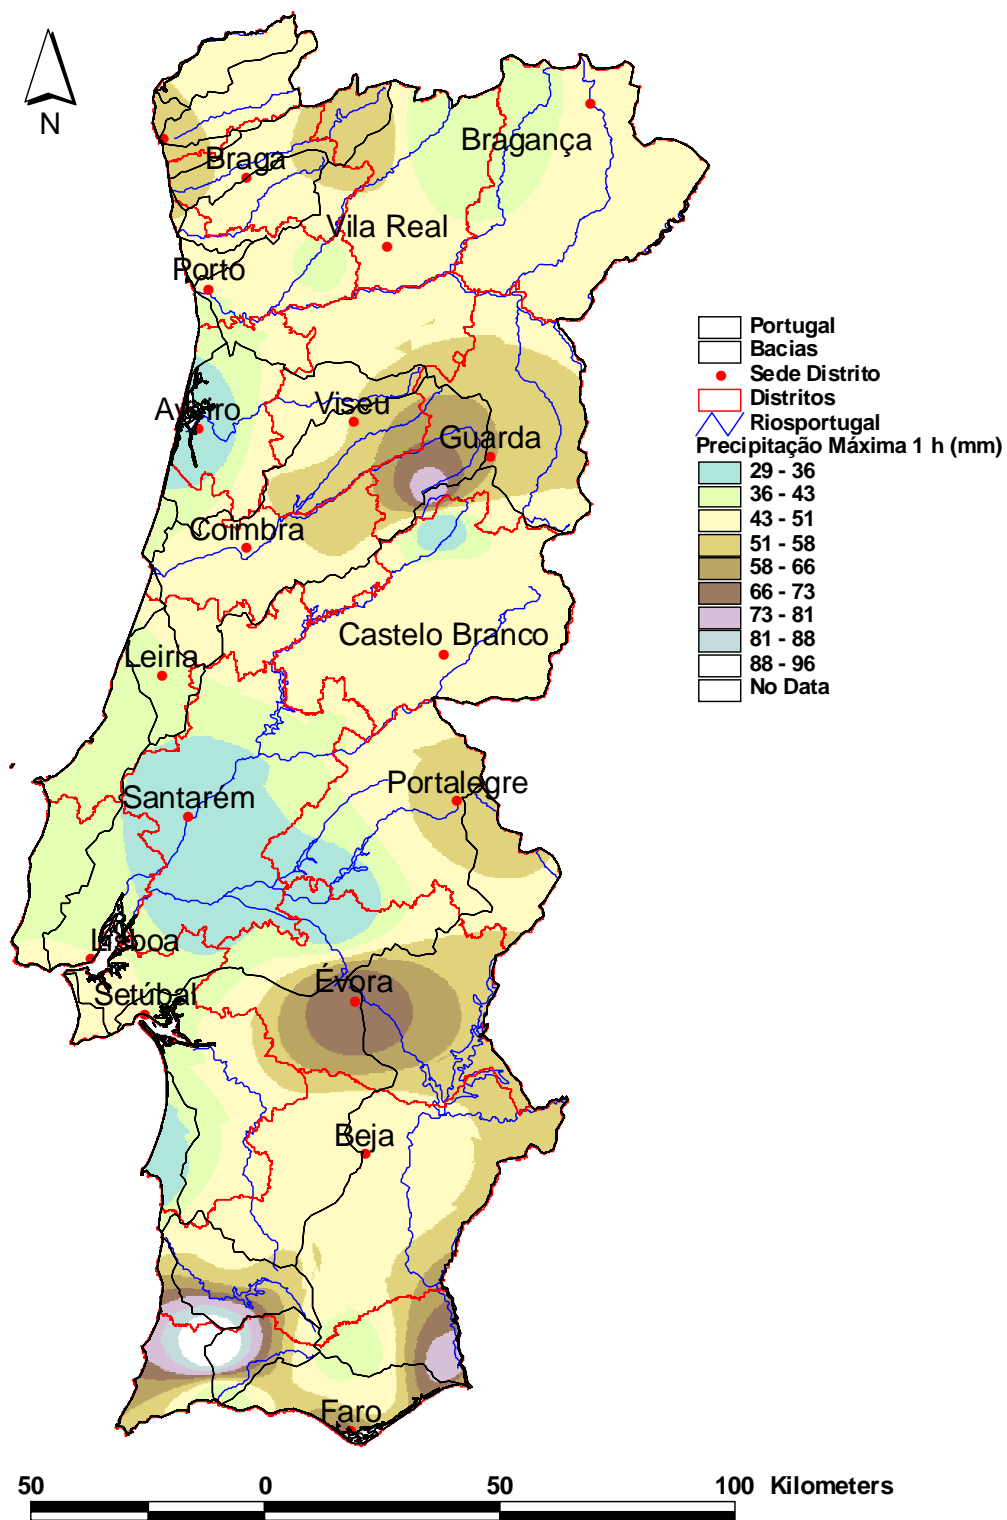 N
Bragança
Braga
Vila Real
Porto
Aveiro
Viseu
Guarda
Coimbra
Castelo Branco
Leiria
Portalegre
Santarem
Lisboa
Évora
Setúbal
Beja
Faro
Portugal
Bacias
Sede Distrito
Distritos
Riosportugal
Precipitação Máxima 1 h (mm)
29 - 36
36 - 43
43 - 51
51 - 58
58 - 66
66 - 73
73 - 81
81 - 88
88 - 96
No Data
50 0 50 100 Kilometers